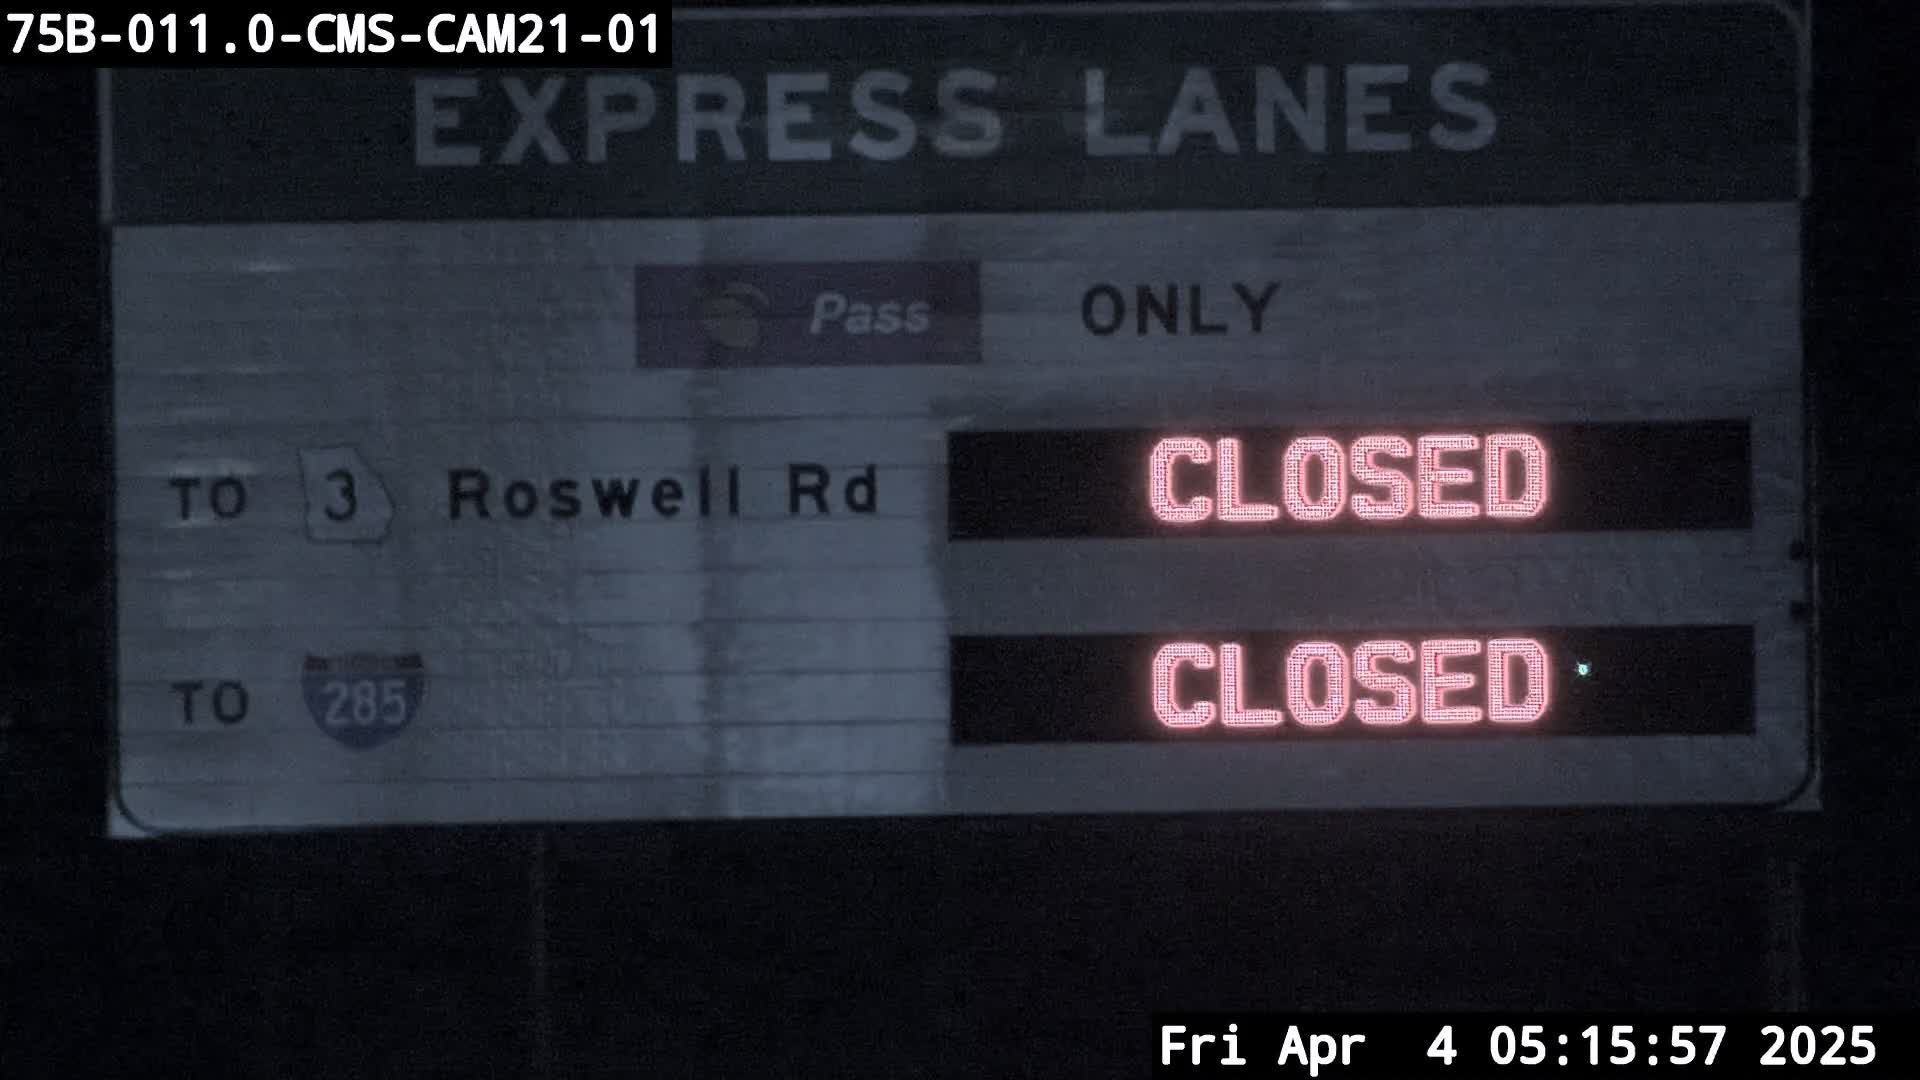 75B-011.0-CMS-CAM21-01
EXPRESS LANES
Pass ONLY
TO 3 Roswell Rd CLOSED
TO 285 CLOSED
Fri Apr 4 05:15:57 2025